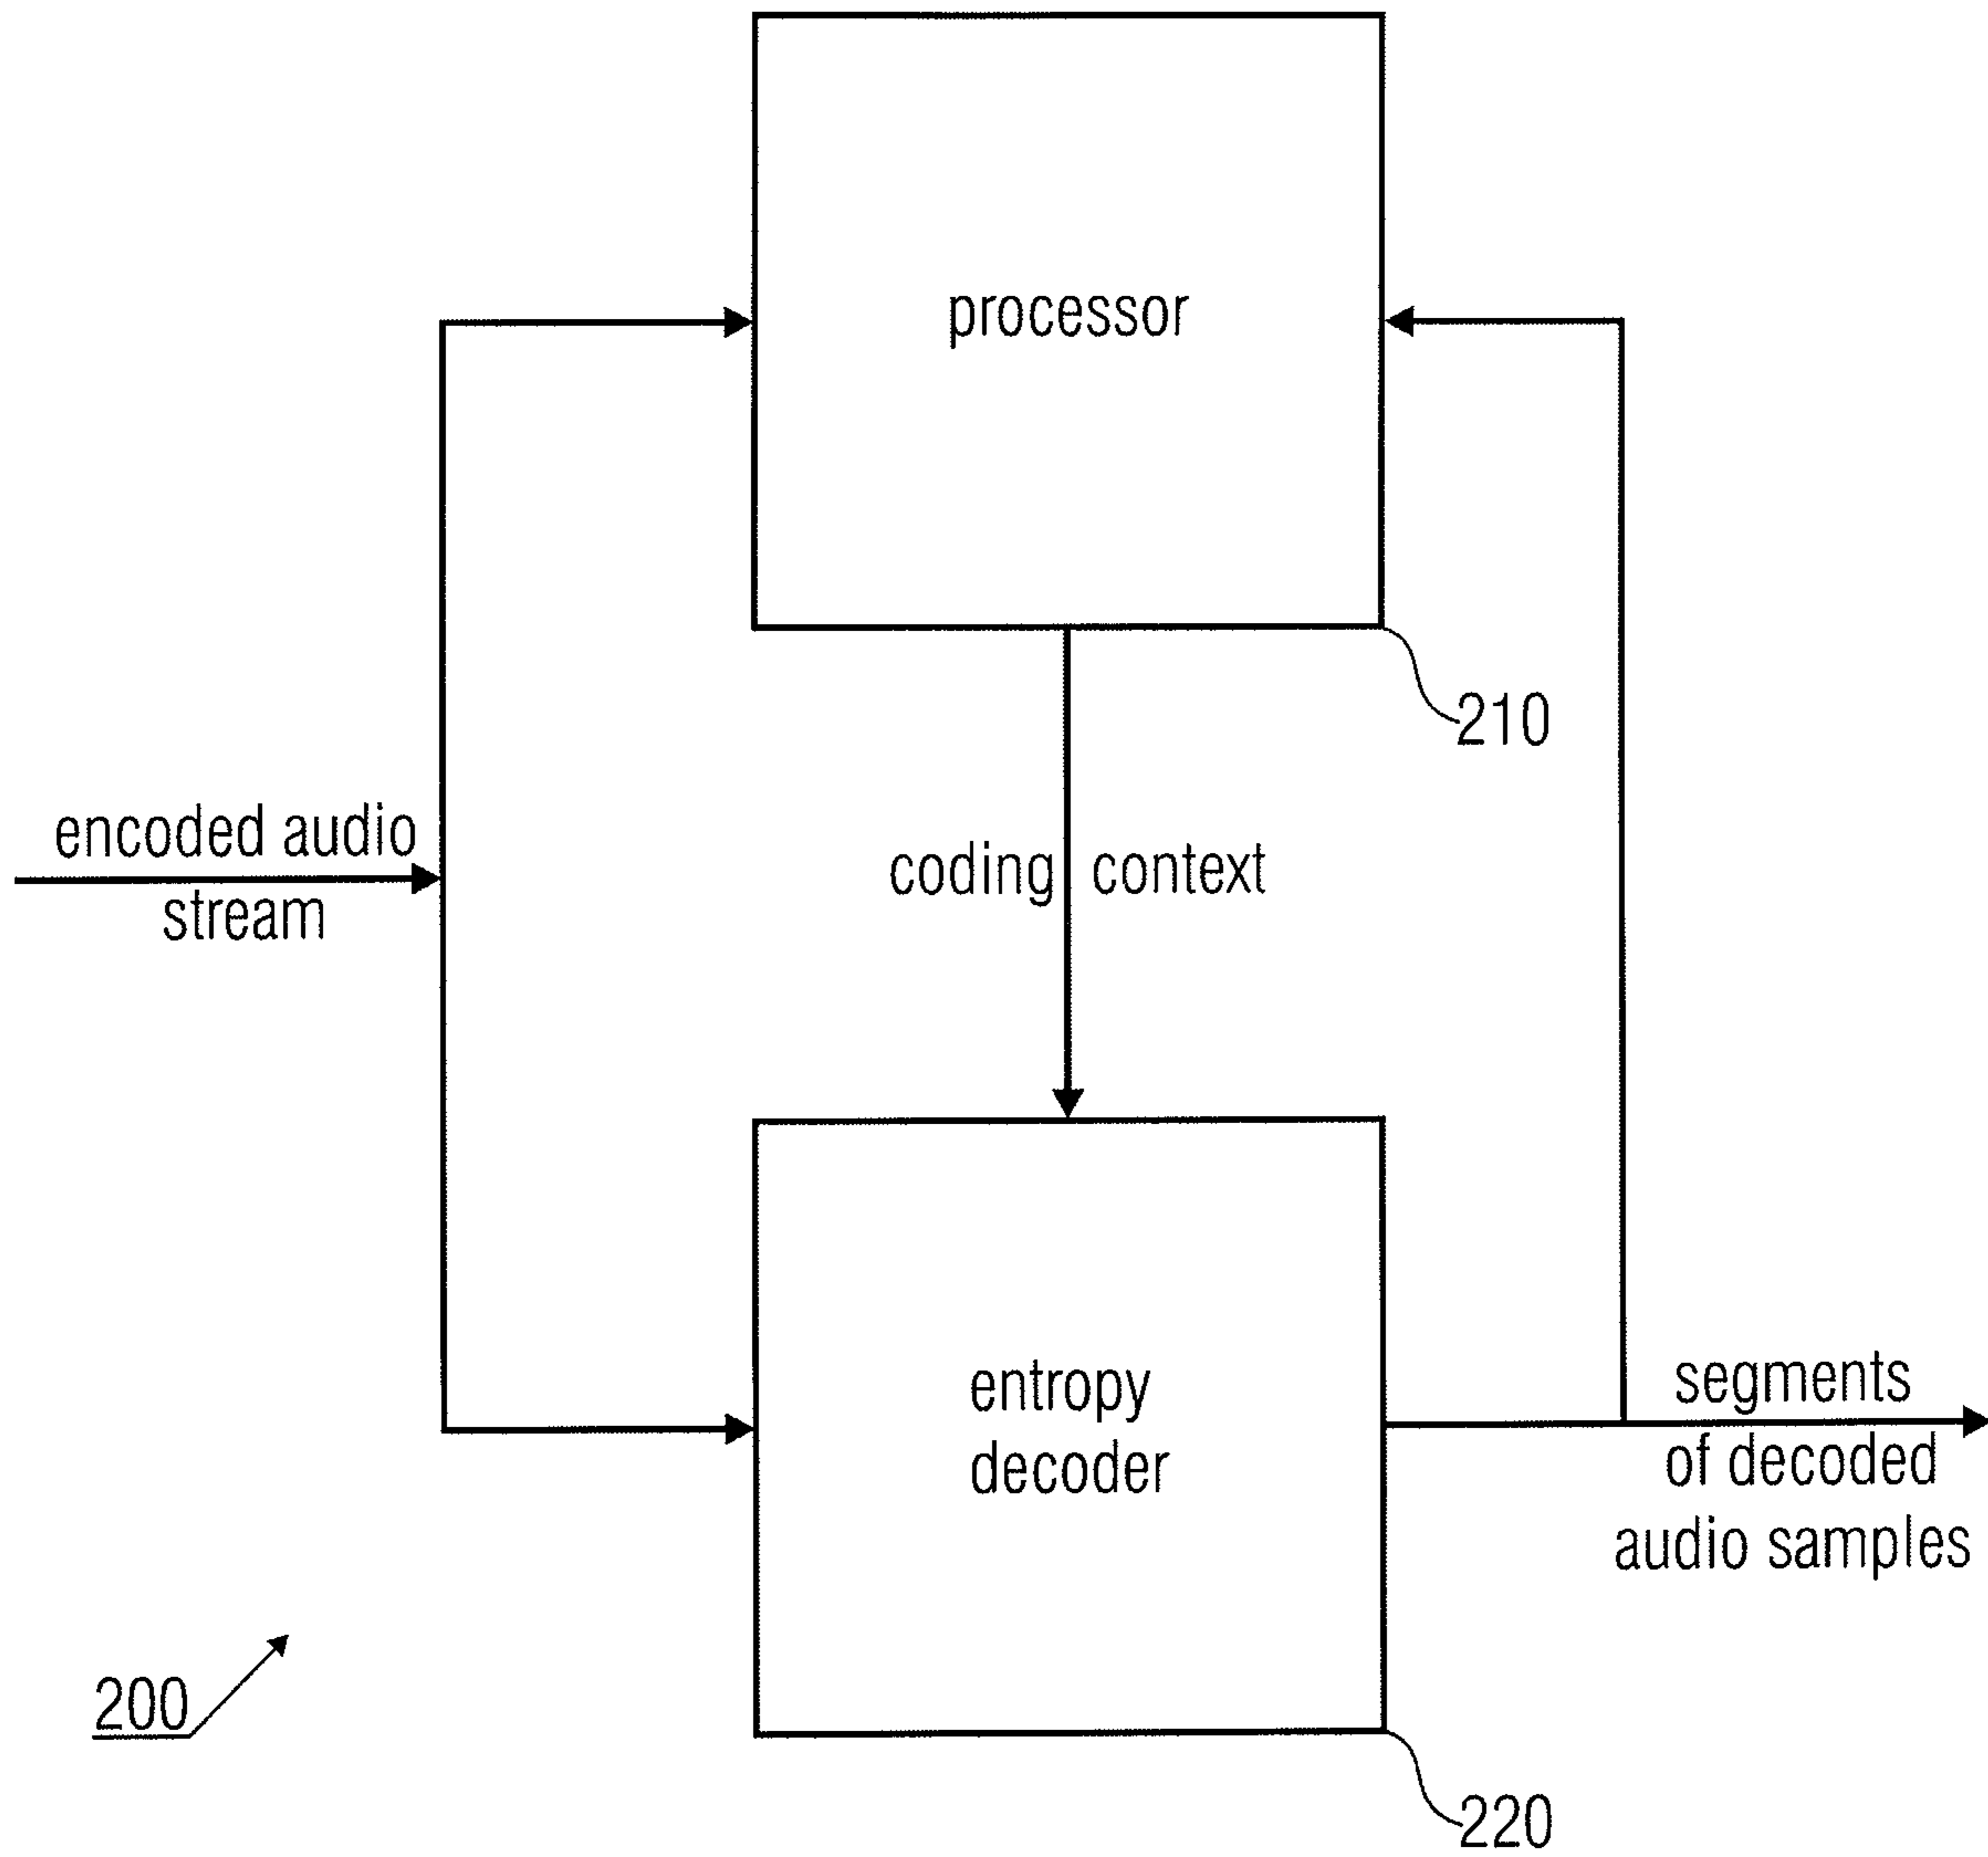 processor
210
encoded audio
stream
coding context
entropy
decoder
segments
of decoded
audio samples
200
220